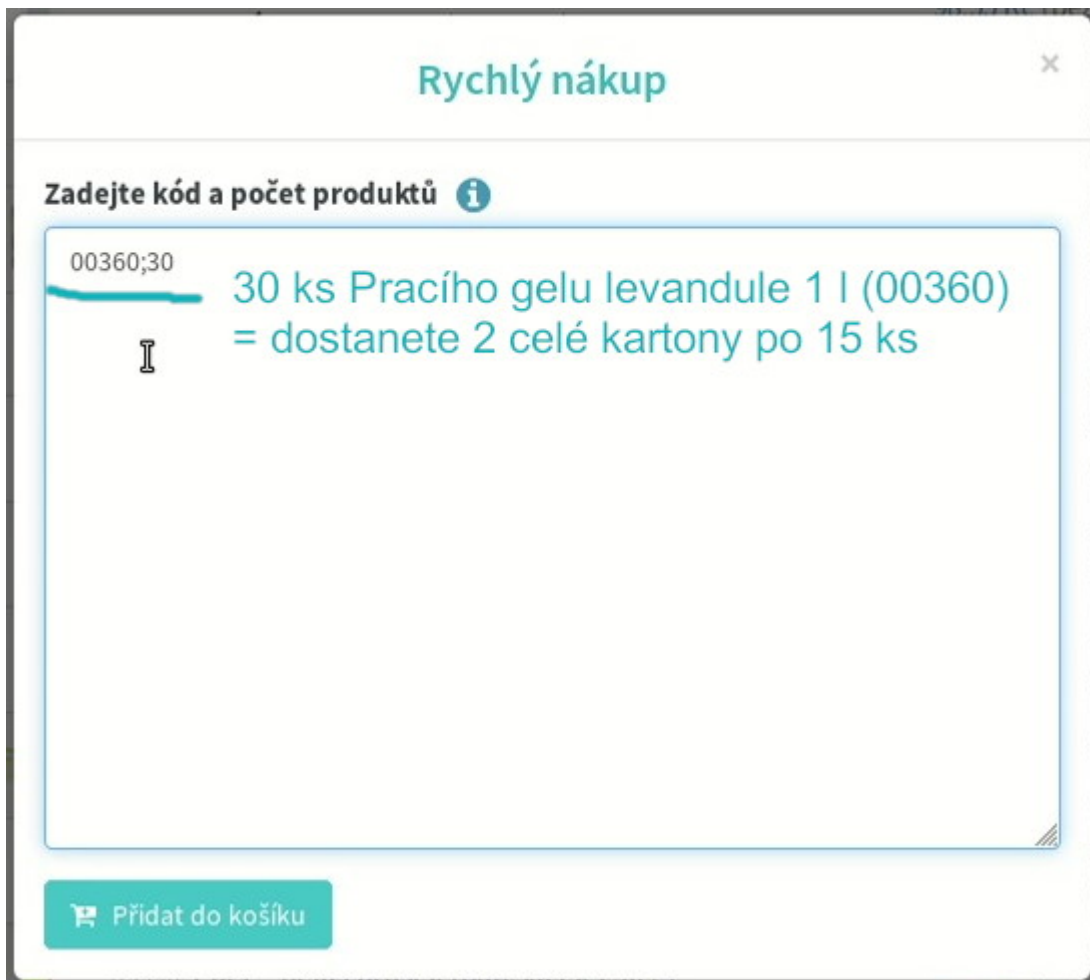 Rychlý nákup
×
Zadejte kód a počet produktů
00360;30
30 ks Pracího gelu levandule 1 l (00360)
= dostanete 2 celé kartony po 15 ks
Přidat do košíku